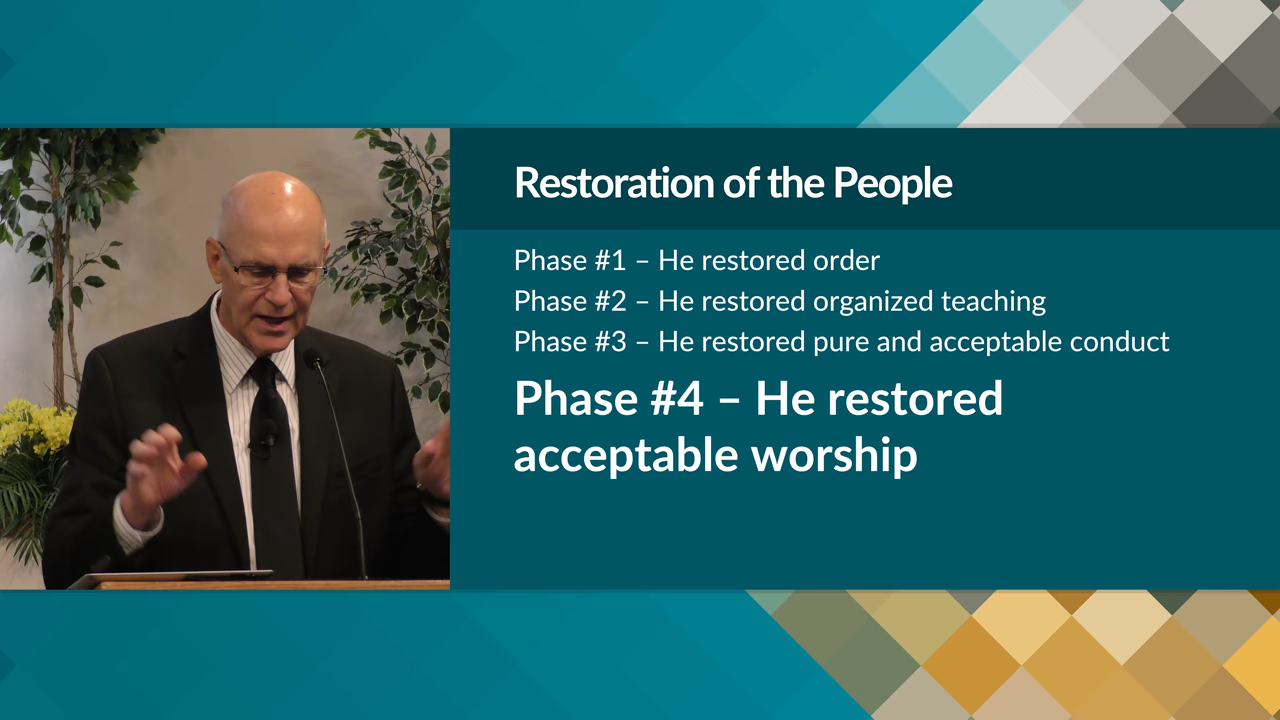 Restoration of the People
Phase #1 – He restored order
Phase #2 – He restored organized teaching
Phase #3 – He restored pure and acceptable conduct
Phase #4 – He restored
acceptable worship